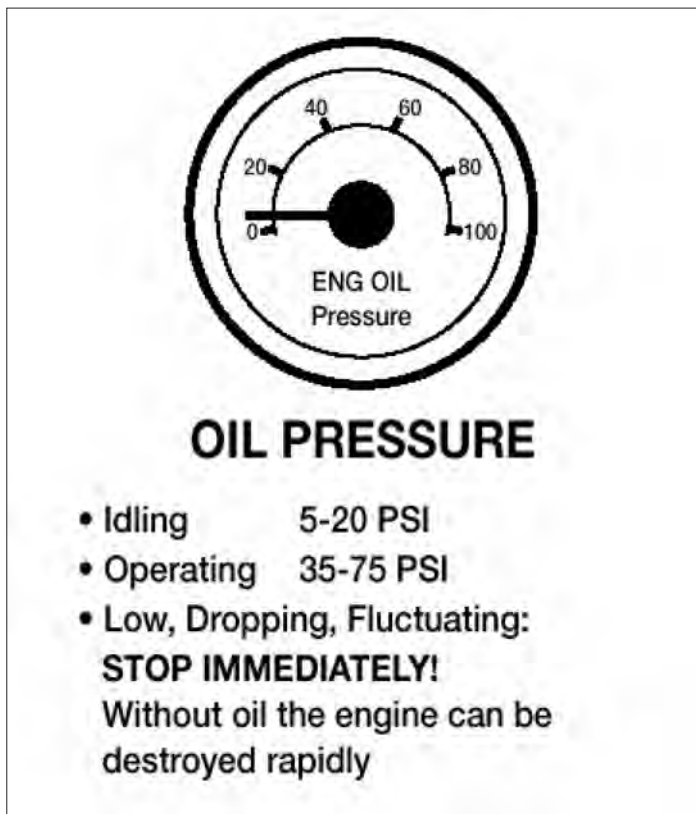 40 60
20 80
0 100
ENG OIL
Pressure
OIL PRESSURE
• Idling 5-20 PSI
• Operating 35-75 PSI
• Low, Dropping, Fluctuating:
STOP IMMEDIATELY!
Without oil the engine can be
destroyed rapidly